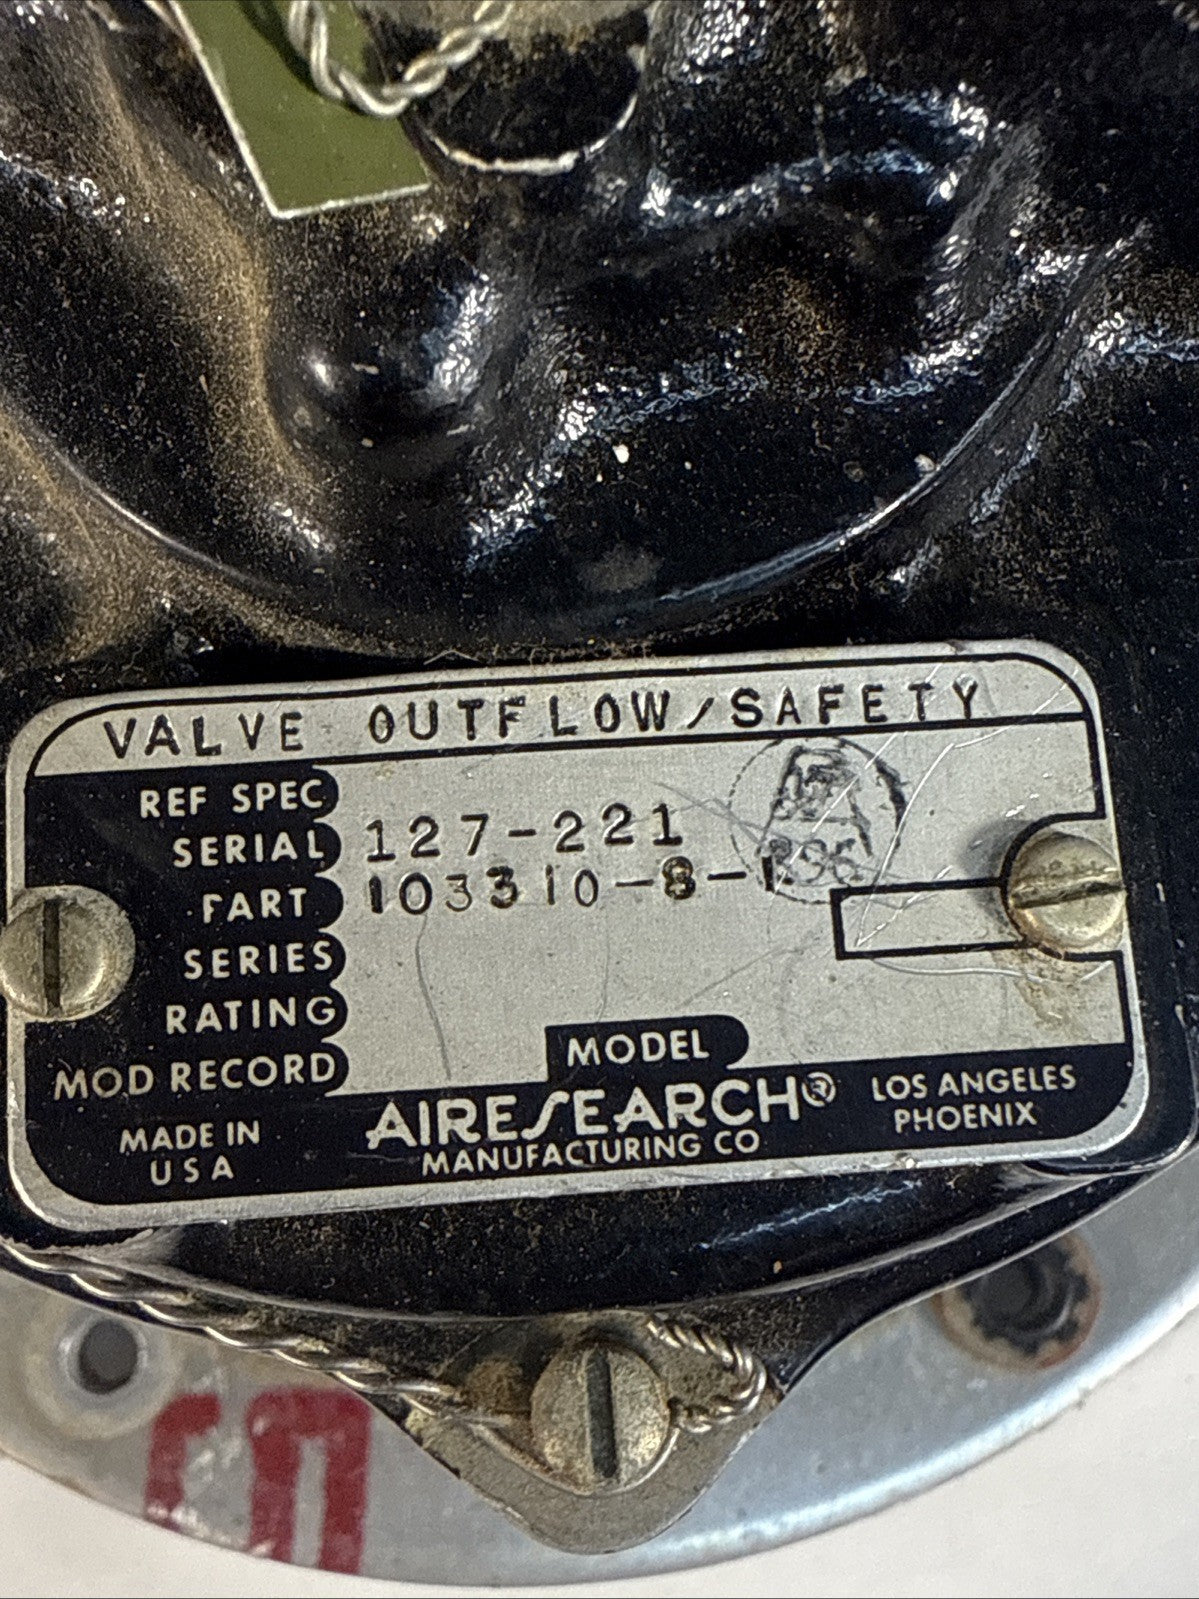 VALVE OUTFLOW/SAFETY
REF SPEC
SERIAL 127-221
PART 103310-8-1
SERIES
RATING
MOD RECORD
MODEL
MADE IN
USA
AIRESEARCH®
MANUFACTURING CO
LOS ANGELES
PHOENIX